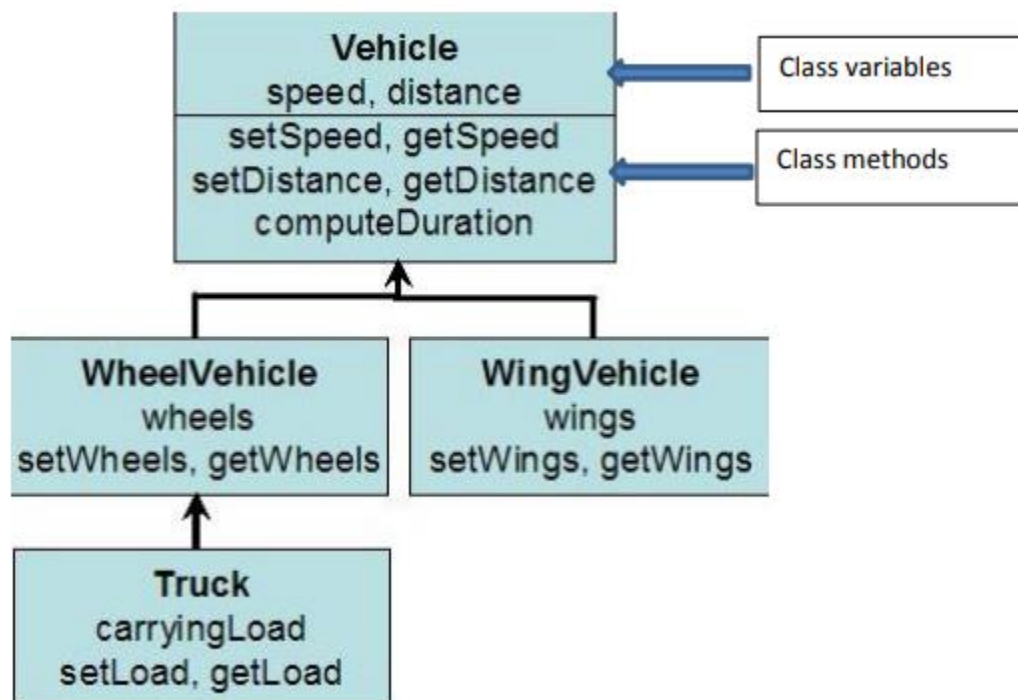 Vehicle
speed, distance
setSpeed, getSpeed
setDistance, getDistance
computeDuration
Class variables
Class methods
WheelVehicle
wheels
setWheels, getWheels
WingVehicle
wings
setWings, getWings
Truck
carryingLoad
setLoad, getLoad